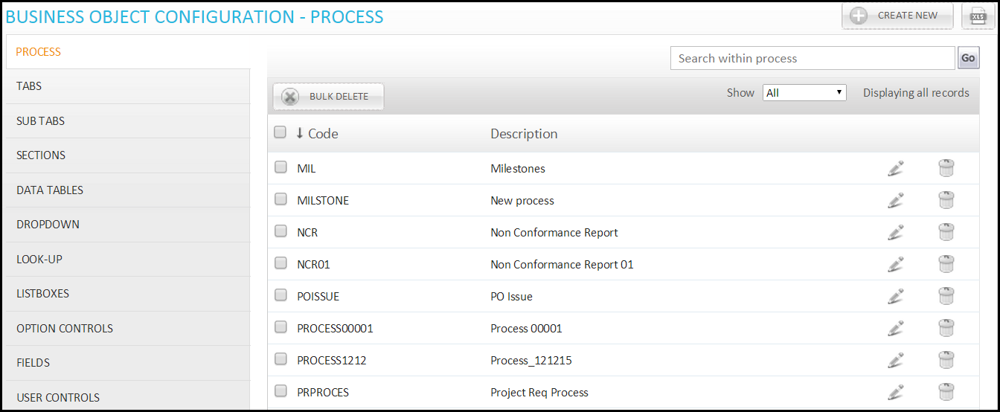 BUSINESS OBJECT CONFIGURATION - PROCESS
CREATE NEW
XLS
PROCESS
TABS
SUB TABS
SECTIONS
DATA TABLES
DROPDOWN
LOOK-UP
LISTBOXES
OPTION CONTROLS
FIELDS
USER CONTROLS
Search within process Go
BULK DELETE Show All Displaying all records
Code Description
MIL Milestones
MILSTONE New process
NCR Non Conformance Report
NCR01 Non Conformance Report 01
POISSUE PO Issue
PROCESS00001 Process 00001
PROCESS1212 Process_121215
PRPROCES Project Req Process